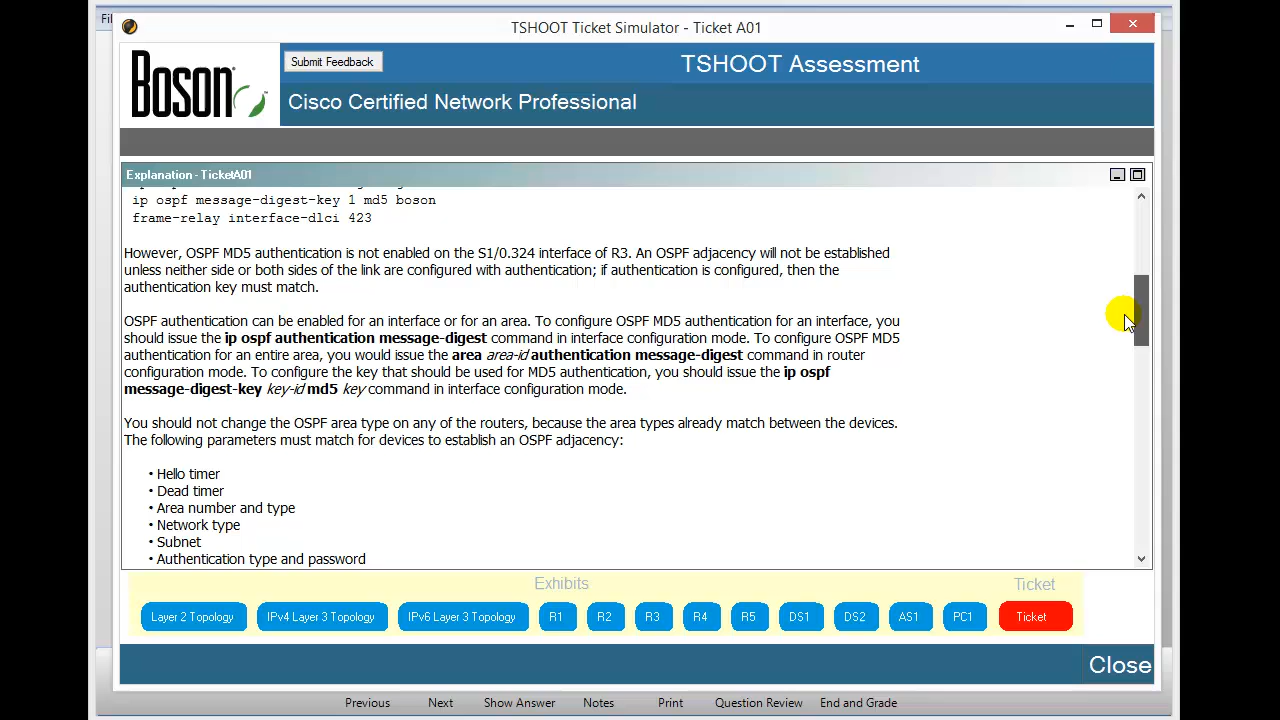 Fil
TSHOOT Ticket Simulator - Ticket A01
BOSON
Submit Feedback
TSHOOT Assessment
Cisco Certified Network Professional
Explanation - TicketA01
ip ospf message-digest-key 1 md5 boson
frame-relay interface-dlci 423
However, OSPF MD5 authentication is not enabled on the S1/0.324 interface of R3. An OSPF adjacency will not be established
unless neither side or both sides of the link are configured with authentication; if authentication is configured, then the
authentication key must match.
OSPF authentication can be enabled for an interface or for an area. To configure OSPF MD5 authentication for an interface, you
should issue the ip ospf authentication message-digest command in interface configuration mode. To configure OSPF MD5
authentication for an entire area, you would issue the area area-id authentication message-digest command in router
configuration mode. To configure the key that should be used for MD5 authentication, you should issue the ip ospf
message-digest-key key-id md5 key command in interface configuration mode.
You should not change the OSPF area type on any of the routers, because the area types already match between the devices.
The following parameters must match for devices to establish an OSPF adjacency:
• Hello timer
• Dead timer
• Area number and type
• Network type
• Subnet
• Authentication type and password
Exhibits
Ticket
Layer 2 Topology
IPv4 Layer 3 Topology
IPv6 Layer 3 Topology
R1
R2
R3
R4
R5
DS1
DS2
AS1
PC1
Ticket
Close
Previous
Next
Show Answer
Notes
Print
Question Review
End and Grade